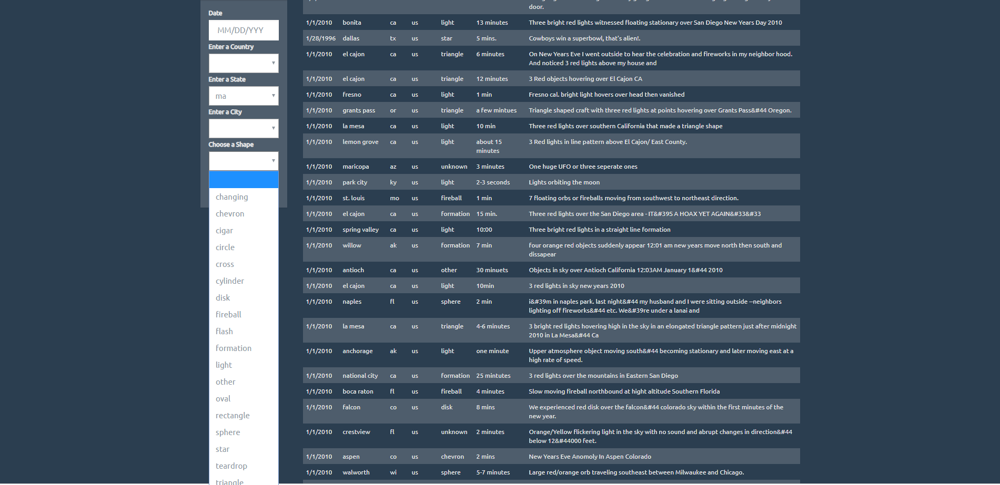 Date
MM/DD/YYY
Enter a Country
Enter a State
ma
Enter a City
Choose a Shape
changing
chevron
cigar
circle
cross
cylinder
disk
fireball
flash
formation
light
other
oval
rectangle
sphere
star
teardrop
triangle
door.
1/1/2010 bonita ca us light 13 minutes Three bright red lights witnessed floating stationary over San Diego New Years Day 2010
1/28/1996 dallas tx us star 5 mins. Cowboys win a superbowl, that's alien!.
1/1/2010 el cajon ca us triangle 6 minutes On New Years Eve I went outside to hear the celebration and fireworks in my neighbor hood.
And noticed 3 red lights above my house and
1/1/2010 el cajon ca us triangle 12 minutes 3 Red objects hovering over El Cajon CA
1/1/2010 fresno ca us light 1 min Fresno cal. bright light hovers over head then vanished
1/1/2010 grants pass or us triangle a few mintues Triangle shaped craft with three red lights at points hovering over Grants Pass&#44 Oregon.
1/1/2010 la mesa ca us light 10 min Three red lights over southern California that made a triangle shape
1/1/2010 lemon grove ca us light about 15 3 Red lights in line pattern above El Cajon/ East County.
minutes
1/1/2010 maricopa az us unknown 3 minutes One huge UFO or three seperate ones
1/1/2010 park city ky us light 2-3 seconds Lights orbiting the moon
1/1/2010 st. louis mo us fireball 1 min 7 floating orbs or fireballs moving from southwest to northeast direction.
1/1/2010 el cajon ca us formation 15 min. Three red lights over the San Diego area - IT&#39S A HOAX YET AGAIN&#33&#33
1/1/2010 spring valley ca us light 10:00 Three bright red lights in a straight line formation
1/1/2010 willow ak us formation 7 min four orange red objects suddenly appear 12:01 am new years move north then south and
dissapear
1/1/2010 antioch ca us other 30 minuets Objects in sky over Antioch California 12:03AM January 1&#44 2010
1/1/2010 el cajon ca us light 10min 3 red lights in sky new years 2010
1/1/2010 naples fl us sphere 2 min i&#39m in naples park. last night&#44 my husband and I were sitting outside --neighbors
lighting off fireworks&#44 etc. We&#39re under a lanai and
1/1/2010 la mesa ca us triangle 4-6 minutes 3 bright red lights hovering high in the sky in an elongated triangle pattern just after midnight
2010 in La Mesa&#44 Ca
1/1/2010 anchorage ak us light one minute Upper atmosphere object moving south&#44 becoming stationary and later moving east at a
high rate of speed.
1/1/2010 national city ca us formation 25 mintutes 3 red lights over the mountains in Eastern San Diego
1/1/2010 boca raton fl us fireball 4 minutes Slow moving fireball northbound at hight altitude Southern Florida
1/1/2010 falcon co us disk 8 mins We experienced red disk over the falcon&#44 colorado sky within the first minutes of the
new year.
1/1/2010 crestview fl us unknown 2 minutes Orange/Yellow flickering light in the sky with no sound and abrupt changes in direction&#44
below 12&#44000 feet.
1/1/2010 aspen co us chevron 2 mins New Years Eve Anomoly In Aspen Colorado
1/1/2010 walworth wi us sphere 5-7 minutes Large red/orange orb traveling southeast between Milwaukee and Chicago.